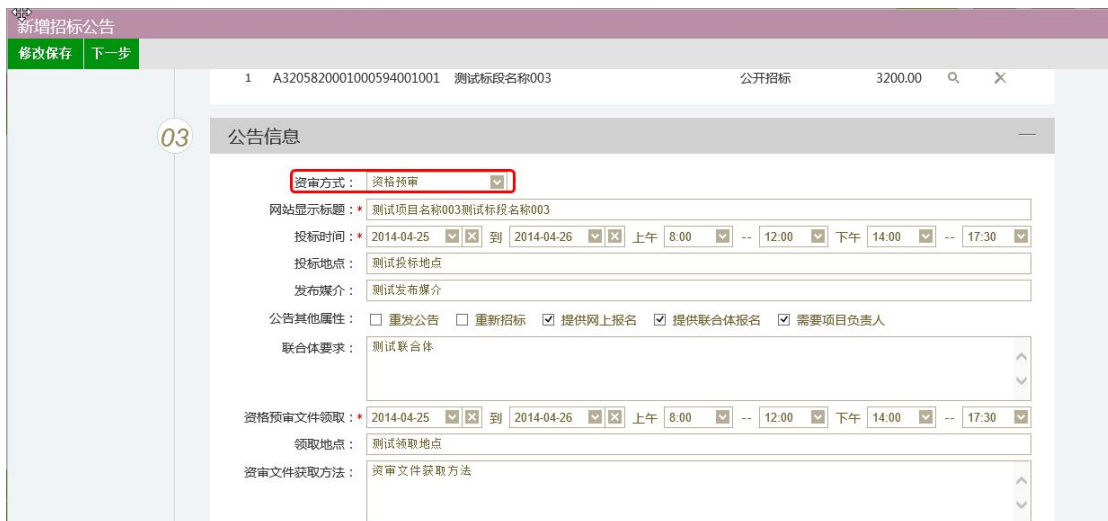 新增招标公告
修改保存 下一步
1 A3205820001000594001001 测试标段名称003 公开招标 3200.00
03 公告信息
资审方式： 资格预审
网站显示标题：* 测试项目名称003测试标段名称003
投标时间：* 2014-04-25 到 2014-04-26 上午 8:00 -- 12:00 下午 14:00 -- 17:30
投标地点： 测试投标地点
发布媒介： 测试发布媒介
公告其他属性： 重发公告 重新招标 提供网上报名 提供联合体报名 需要项目负责人
联合体要求： 测试联合体
资格预审文件领取：* 2014-04-25 到 2014-04-26 上午 8:00 -- 12:00 下午 14:00 -- 17:30
领取地点： 测试领取地点
资审文件获取方法： 资审文件获取方法